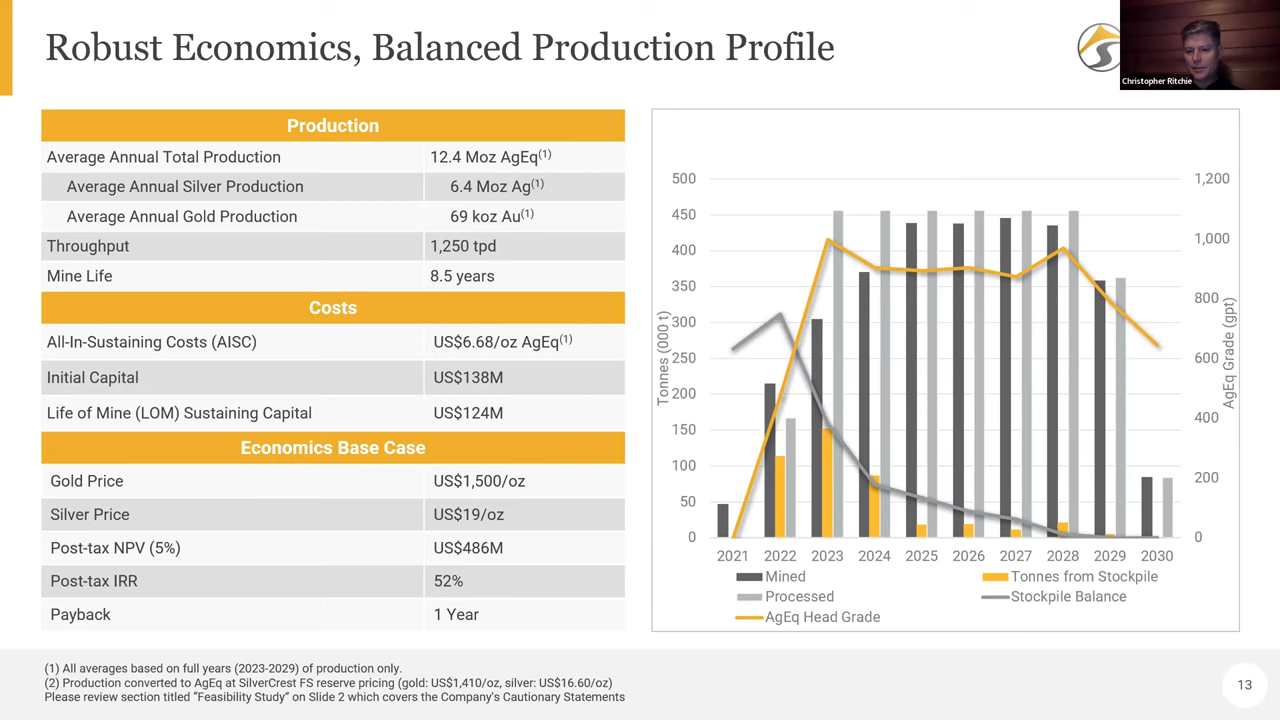 Robust Economics, Balanced Production Profile
Christopher Ritchie
Production
Average Annual Total Production 12.4 Moz AgEq(1)
Average Annual Silver Production 6.4 Moz Ag(1)
Average Annual Gold Production 69 koz Au(1)
Throughput 1,250 tpd
Mine Life 8.5 years
Costs
All-In-Sustaining Costs (AISC) US$6.68/oz AgEq(1)
Initial Capital US$138M
Life of Mine (LOM) Sustaining Capital US$124M
Economics Base Case
Gold Price US$1,500/oz
Silver Price US$19/oz
Post-tax NPV (5%) US$486M
Post-tax IRR 52%
Payback 1 Year
Tonnes (000 t)
500
450
400
350
300
250
200
150
100
50
0
1,200
1,000
800
600
400
200
0
AgEq Grade (gpt)
2021 2022 2023 2024 2025 2026 2027 2028 2029 2030
Mined Tonnes from Stockpile
Processed Stockpile Balance
AgEq Head Grade
(1) All averages based on full years (2023-2029) of production only.
(2) Production converted to AgEq at SilverCrest FS reserve pricing (gold: US$1,410/oz, silver: US$16.60/oz)
Please review section titled “Feasibility Study” on Slide 2 which covers the Company's Cautionary Statements
13